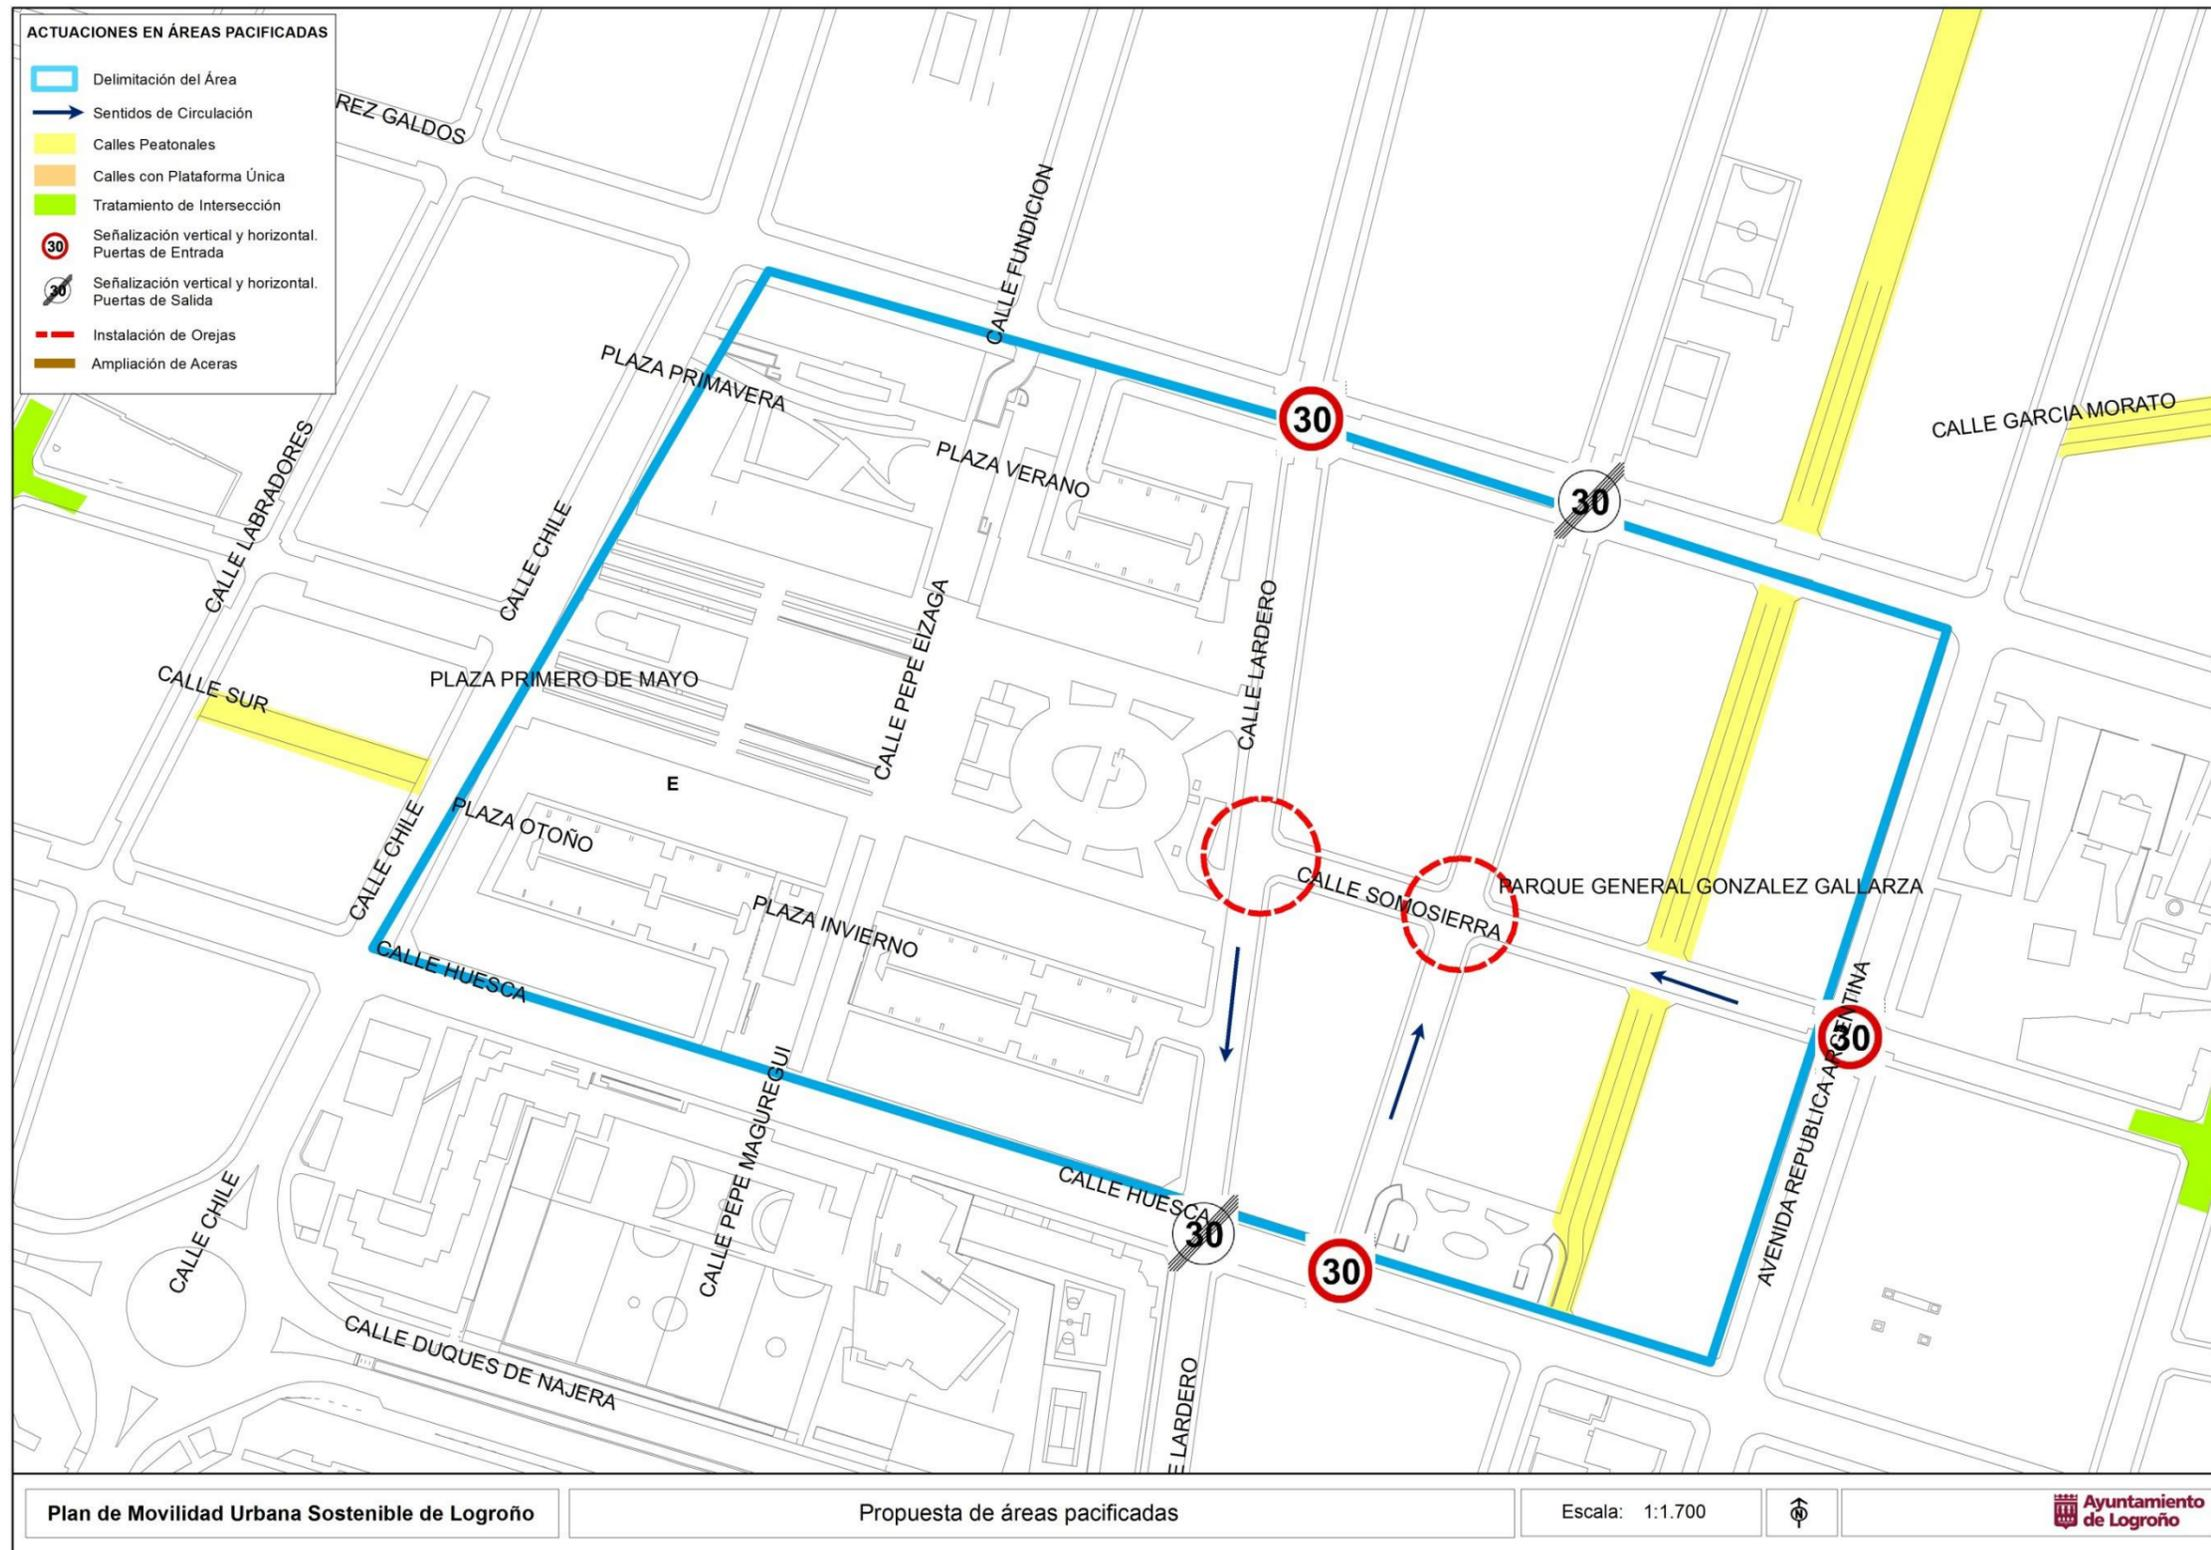 ACTUACIONES EN ÁREAS PACIFICADAS
Delimitación del Área
Sentidos de Circulación
Calles Peatonales
Calles con Plataforma Única
Tratamiento de Intersección
30
Señalización vertical y horizontal.
Puertas de Entrada
30
Señalización vertical y horizontal.
Puertas de Salida
Instalación de Orejas
Ampliación de Aceras
REZ GALDOS
CALLE FUNDICION
PLAZA PRIMAVERA
30
CALLE GARCIA MORATO
PLAZA VERANO
30
CALLE LABRADORES
CALLE CHILE
CALLE LARDERO
CALLE PEPE EIZAGA
CALLE SUR
PLAZA PRIMERO DE MAYO
E
PLAZA OTOÑO
CALLE CHILE
CALLE SOMOSIERRA
PARQUE GENERAL GONZALEZ GALLARZA
PLAZA INVIERNO
CALLE HUESCA
30
AVENIDA REPUBLICA ARGENTINA
CALLE PEPE MAGUREGUI
CALLE HUESCA
30
30
CALLE CHILE
CALLE DUQUES DE NAJERA
E LARDERO
Plan de Movilidad Urbana Sostenible de Logroño
Propuesta de áreas pacificadas
Escala: 1:1.700
N
Ayuntamiento
de Logroño